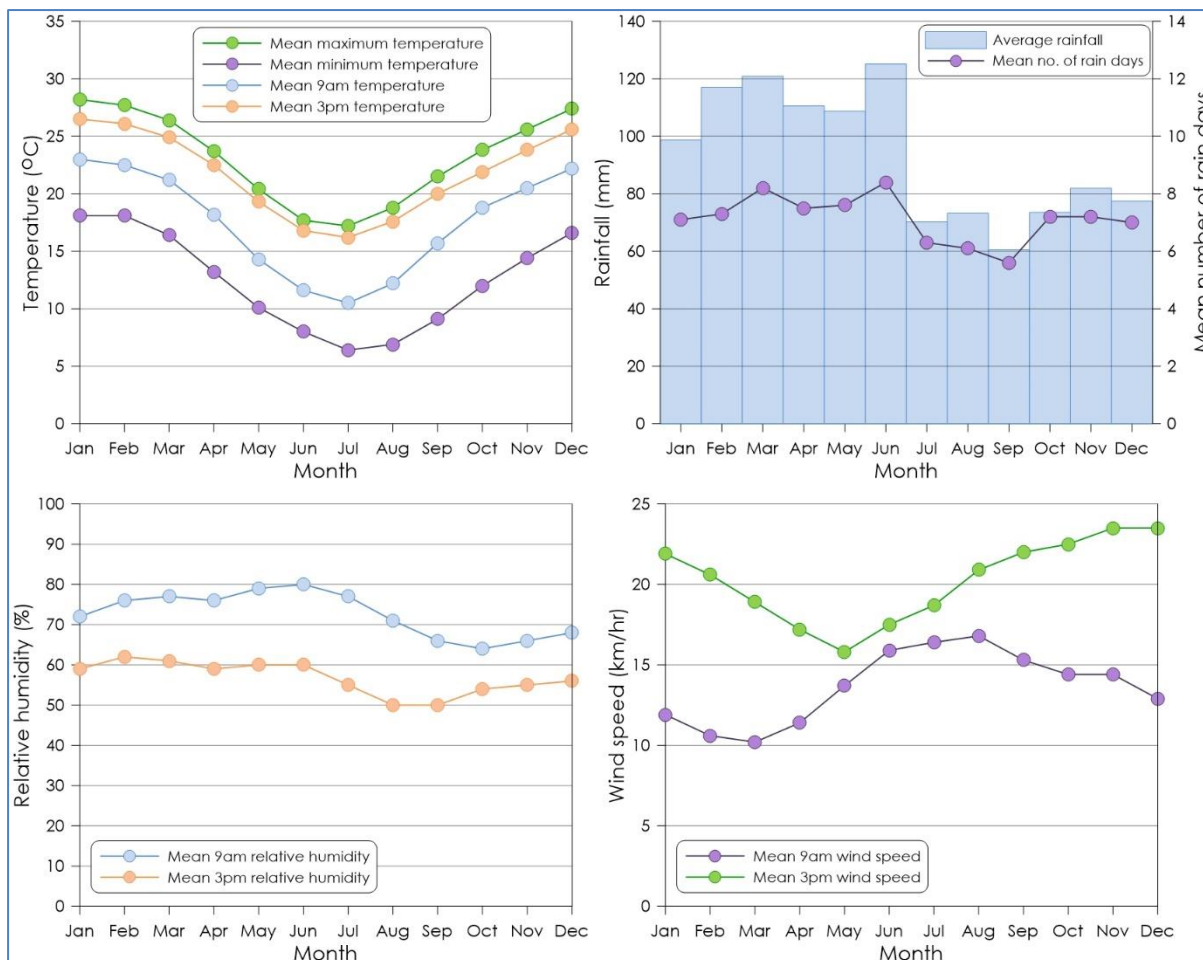 35
30
25
20
15
10
5
0
Temperature (°C)
Mean maximum temperature
Mean minimum temperature
Mean 9am temperature
Mean 3pm temperature
Jan Feb Mar Apr May Jun Jul Aug Sep Oct Nov Dec
Month
140
120
100
80
60
40
20
0
Rainfall (mm)
Average rainfall
Mean no. of rain days
14
12
10
8
6
4
2
0
Mean number of rain days
Jan Feb Mar Apr May Jun Jul Aug Sep Oct Nov Dec
Month
100
90
80
70
60
50
40
30
20
10
0
Relative humidity (%)
Mean 9am relative humidity
Mean 3pm relative humidity
Jan Feb Mar Apr May Jun Jul Aug Sep Oct Nov Dec
Month
25
20
15
10
5
0
Wind speed (km/hr)
Mean 9am wind speed
Mean 3pm wind speed
Jan Feb Mar Apr May Jun Jul Aug Sep Oct Nov Dec
Month